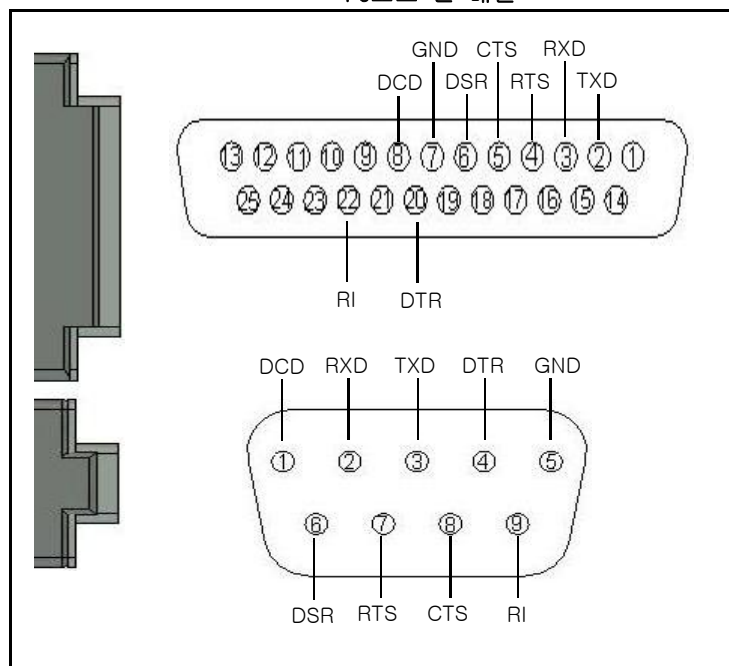 GND CTS RXD
DCD DSR RTS TXD
⑬ ⑫ ⑪ ⑩ ⑨ ⑧ ⑦ ⑥ ⑤ ④ ③ ② ①
㉕ ㉔ ㉓ ㉒ ㉑ ⑳ ⑲ ⑱ ⑰ ⑯ ⑮ ⑭
RI DTR
DCD RXD TXD DTR GND
① ② ③ ④ ⑤
⑥ ⑦ ⑧ ⑨
DSR RTS CTS RI